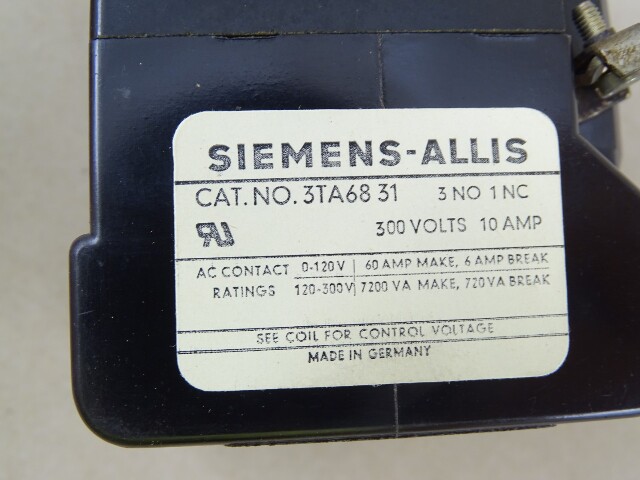 SIEMENS-ALLIS
CAT. NO. 3TA68 31 3 NO 1 NC
RU 300 VOLTS 10 AMP
AC CONTACT 0-120 V | 60 AMP MAKE, 6 AMP BREAK
RATINGS 120-300V | 7200 VA MAKE, 720 VA BREAK
SEE COIL FOR CONTROL VOLTAGE
MADE IN GERMANY